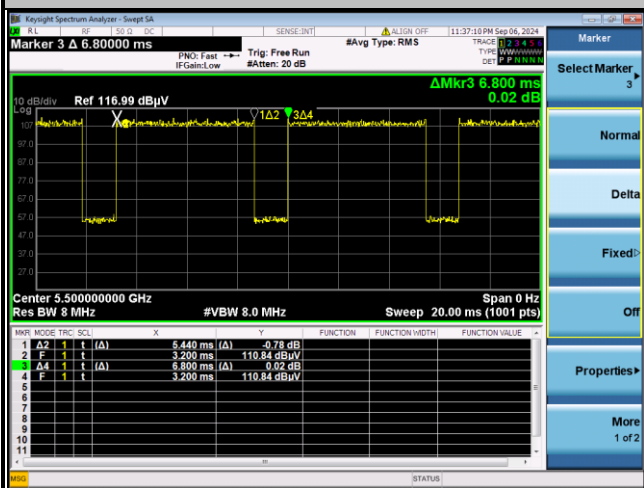 Keysight Spectrum Analyzer - Swept SA
RL RF 50 Ω DC SENSE:INT ALIGN OFF 11:37:10 PM Sep 06, 2024
Marker 3 Δ 6.80000 ms
PNO: Fast
IFGain:Low
Trig: Free Run
#Atten: 20 dB
#Avg Type: RMS
TRACE 1 2 3 4 5 6
TYPE WWWWWW
DET P P N N N N
ΔMkr3 6.800 ms
0.02 dB
10 dB/div Ref 116.99 dBµV
Log
107
97.0
87.0
77.0
67.0
57.0
47.0
37.0
27.0
1Δ2 3Δ4
Center 5.500000000 GHz Span 0 Hz
Res BW 8 MHz #VBW 8.0 MHz Sweep 20.00 ms (1001 pts)
MKR MODE TRC SCL X Y FUNCTION FUNCTION WIDTH FUNCTION VALUE
1 Δ2 1 t (Δ) 5.440 ms (Δ) -0.78 dB
2 F 1 t 3.200 ms 110.84 dBµV
3 Δ4 1 t (Δ) 6.800 ms (Δ) 0.02 dB
4 F 1 t 3.200 ms 110.84 dBµV
5
6
7
8
9
10
11
MSG STATUS
Marker
Select Marker
3
Normal
Delta
Fixed
Off
Properties
More
1 of 2